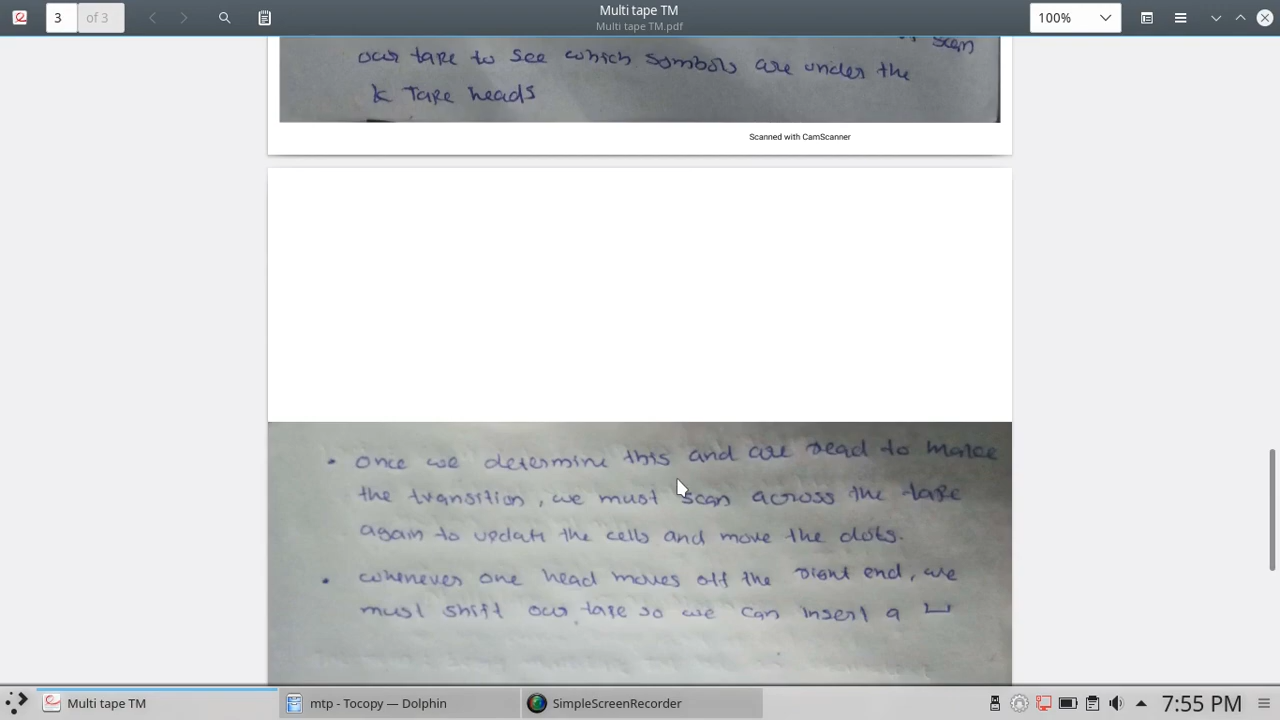 3 of 3
Multi tape TM
Multi tape TM.pdf
100%
scan
our tape to see which sombols are under the
k Tape heads
Scanned with CamScanner
• once we determine this and are read to make
the transition, we must scan across the tape
again to update the cells and move the dots.
• whenever one head moves off the right end, we
must shift our tape so we can insert a ⊔
Multi tape TM
mtp - Tocopy — Dolphin
SimpleScreenRecorder
7:55 PM